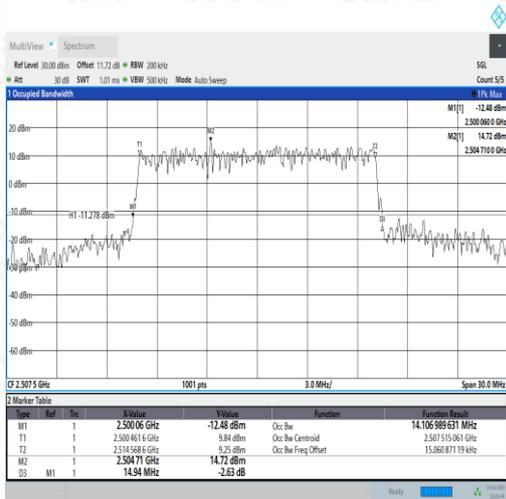 MultiView Spectrum
Ref Level 30.00 dBm Offset 11.72 dB RBW 200 kHz SGL
Att 30 dB SWT 1.01 ms VBW 500 kHz Mode Auto Sweep Count 5/5
1 Occupied Bandwidth 1Pk Max
M1[1] -12.48 dBm
2.500 060 0 GHz
M2[1] 14.72 dBm
2.504 710 0 GHz
20 dBm
M2
T1 T2
10 dBm
0 dBm
-10 dBm M1
H1 -11.278 dBm
D3
-20 dBm
-30 dBm
-40 dBm
-50 dBm
-60 dBm
CF 2.507 5 GHz 1001 pts 3.0 MHz/ Span 30.0 MHz
2 Marker Table
Type Ref Trc X-Value Y-Value Function Function Result
M1 1 2.500 06 GHz -12.48 dBm Occ Bw 14.106 989 631 MHz
T1 1 2.500 461 6 GHz 9.84 dBm Occ Bw Centroid 2.507 515 061 GHz
T2 1 2.514 568 6 GHz 9.25 dBm Occ Bw Freq Offset 15.060 871 19 kHz
M2 1 2.504 71 GHz 14.72 dBm
D3 M1 1 14.94 MHz -2.63 dB
Ready